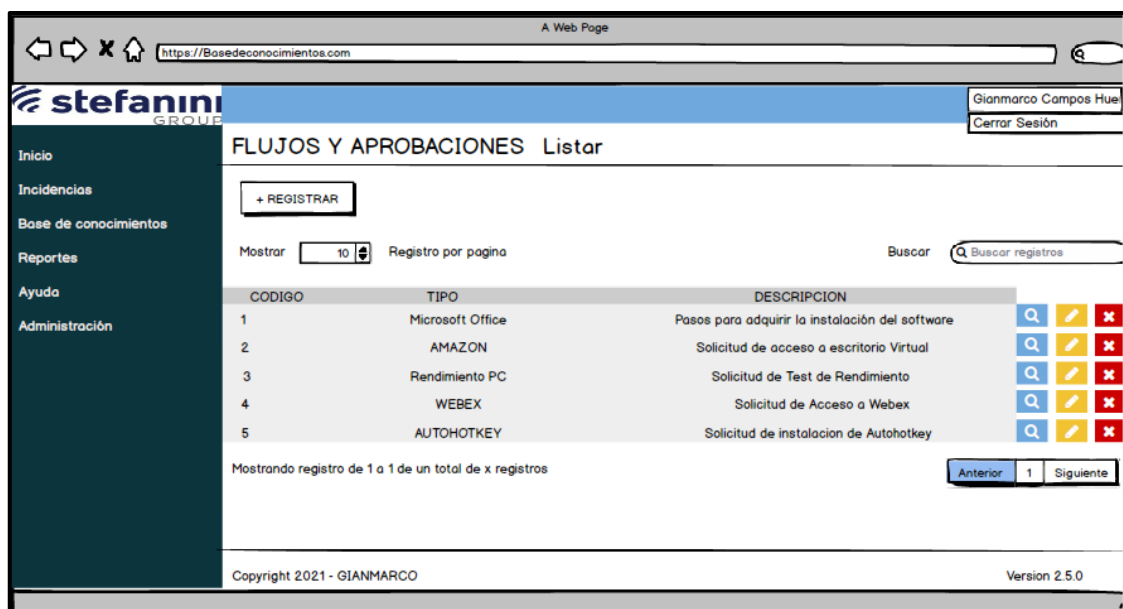 A Web Page
https://Basedeconocimientos.com
stefanini
GROUP
Gianmarco Campos Hue
Cerrar Sesión
FLUJOS Y APROBACIONES Listar
Inicio
Incidencias
Base de conocimientos
Reportes
Ayuda
Administración
+ REGISTRAR
Mostrar 10 Registro por pagina Buscar Buscar registros
CODIGO TIPO DESCRIPCION
1 Microsoft Office Pasos para adquirir la instalación del software
2 AMAZON Solicitud de acceso a escritorio Virtual
3 Rendimiento PC Solicitud de Test de Rendimiento
4 WEBEX Solicitud de Acceso a Webex
5 AUTOHOTKEY Solicitud de instalacion de Autohotkey
Mostrando registro de 1 a 1 de un total de x registros
Anterior 1 Siguiente
Copyright 2021 - GIANMARCO Version 2.5.0